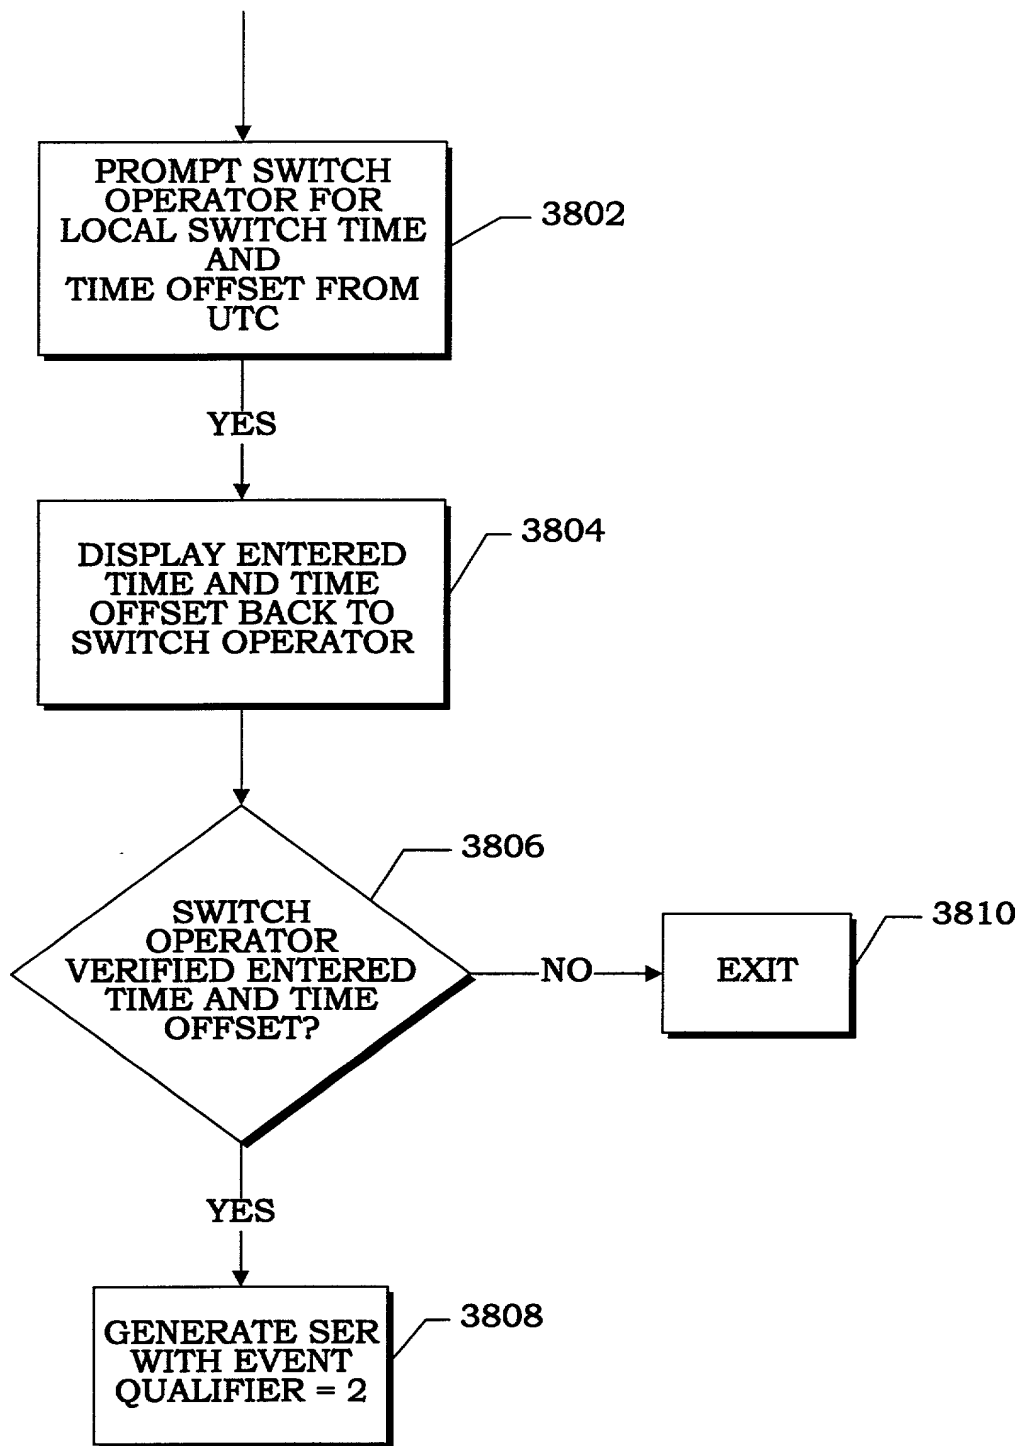 PROMPT SWITCH
OPERATOR FOR
LOCAL SWITCH TIME
AND
TIME OFFSET FROM
UTC
3802
YES
3804
DISPLAY ENTERED
TIME AND TIME
OFFSET BACK TO
SWITCH OPERATOR
3806
SWITCH
OPERATOR
VERIFIED ENTERED
TIME AND TIME
OFFSET?
NO
EXIT
3810
YES
GENERATE SER
WITH EVENT
QUALIFIER = 2
3808